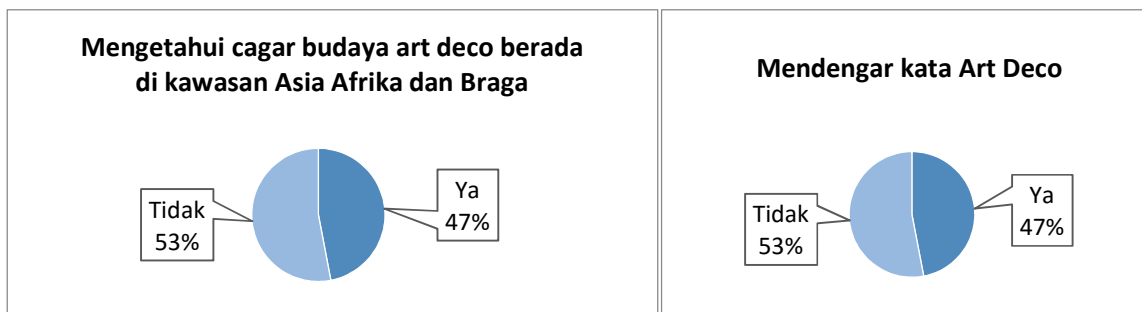 Mengetahui cagar budaya art deco berada
di kawasan Asia Afrika dan Braga
Tidak
53%
Ya
47%
Mendengar kata Art Deco
Tidak
53%
Ya
47%